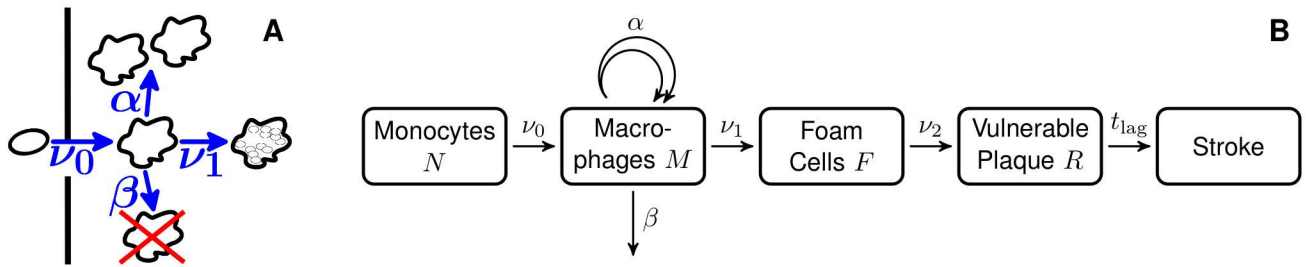 A
α
ν0
ν1
β
B
α
Monocytes
N
ν0
Macro-
phages M
ν1
Foam
Cells F
ν2
Vulnerable
Plaque R
tlag
Stroke
β